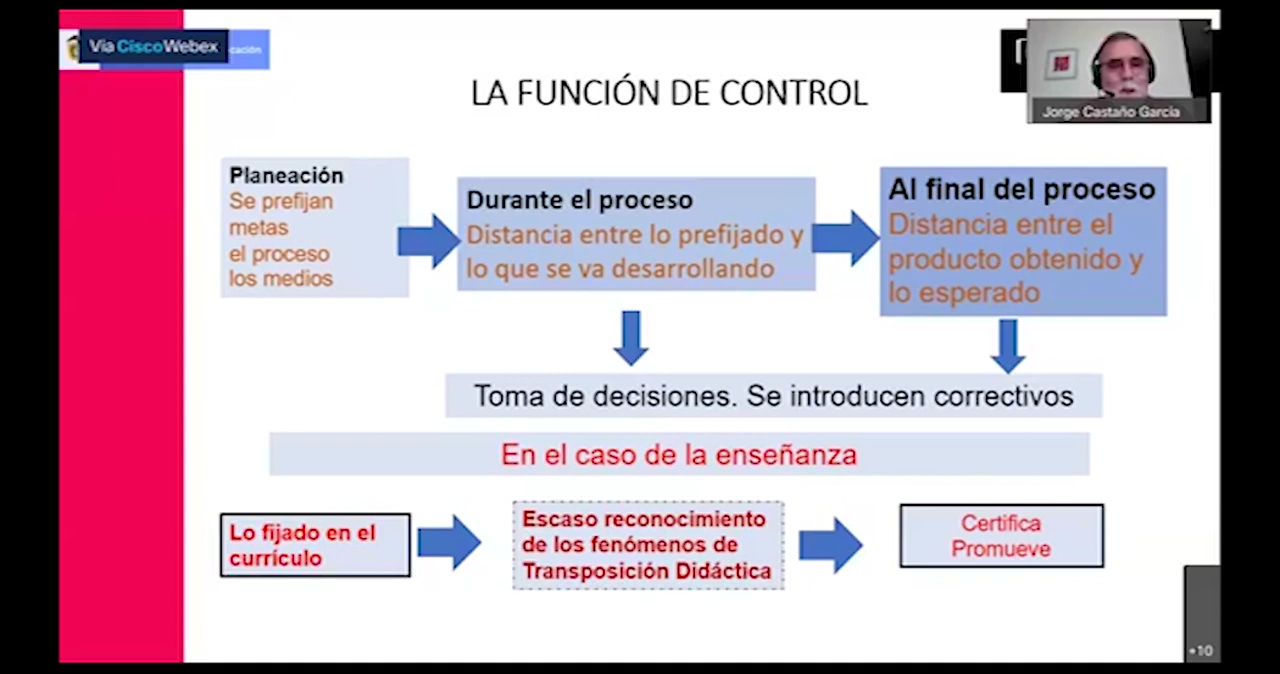 Vía CiscoWebex
cación
Jorge Castaño García
LA FUNCIÓN DE CONTROL
Planeación
Se prefijan
metas
el proceso
los medios
Durante el proceso
Distancia entre lo prefijado y
lo que se va desarrollando
Al final del proceso
Distancia entre el
producto obtenido y
lo esperado
Toma de decisiones. Se introducen correctivos
En el caso de la enseñanza
Lo fijado en el
currículo
Escaso reconocimiento
de los fenómenos de
Transposición Didáctica
Certifica
Promueve
+10